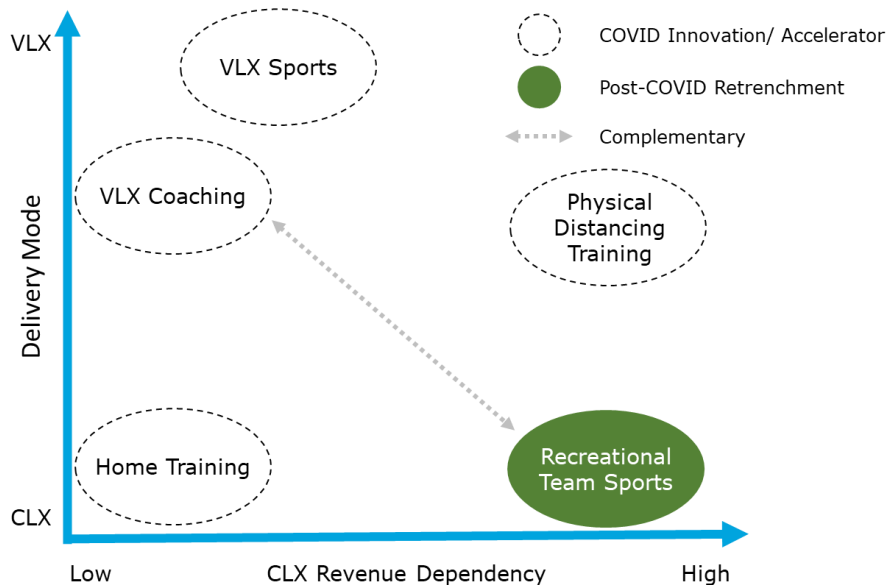 VLX
VLX Sports
COVID Innovation/ Accelerator
Post-COVID Retrenchment
Complementary
VLX Coaching
Physical
Distancing
Training
Delivery Mode
Home Training
Recreational
Team Sports
CLX
Low
CLX Revenue Dependency
High